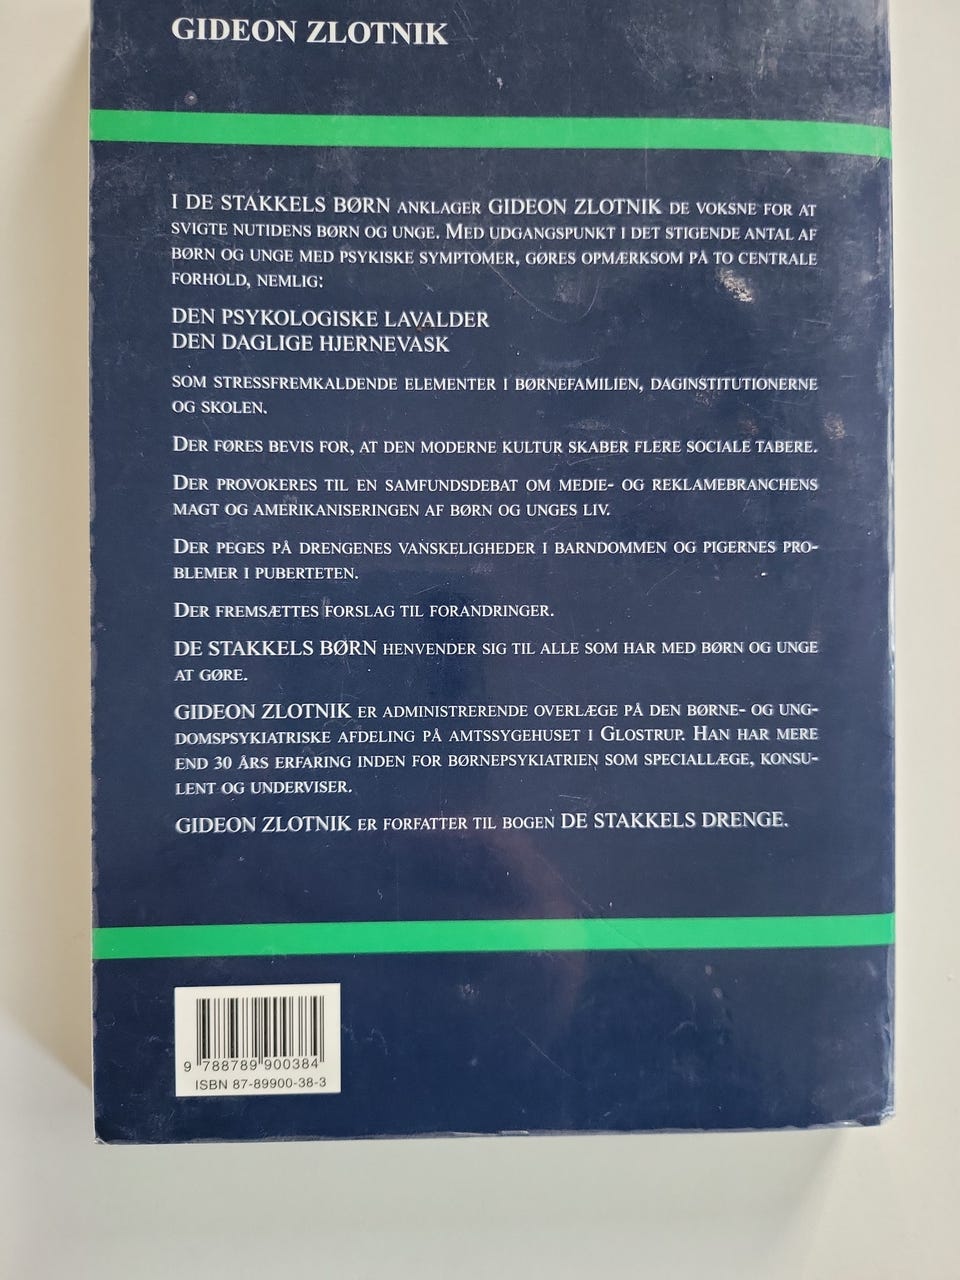 GIDEON ZLOTNIK
I DE STAKKELS BØRN ANKLAGER GIDEON ZLOTNIK DE VOKSNE FOR AT
SVIGTE NUTIDENS BØRN OG UNGE. MED UDGANGSPUNKT I DET STIGENDE ANTAL AF
BØRN OG UNGE MED PSYKISKE SYMPTOMER, GØRES OPMÆRKSOM PÅ TO CENTRALE
FORHOLD, NEMLIG:
DEN PSYKOLOGISKE LAVALDER
DEN DAGLIGE HJERNEVASK
SOM STRESSFREMKALDENDE ELEMENTER I BØRNEFAMILIEN, DAGINSTITUTIONERNE
OG SKOLEN.
DER FØRES BEVIS FOR, AT DEN MODERNE KULTUR SKABER FLERE SOCIALE TABERE.
DER PROVOKERES TIL EN SAMFUNDSDEBAT OM MEDIE- OG REKLAMEBRANCHENS
MAGT OG AMERIKANISERINGEN AF BØRN OG UNGES LIV.
DER PEGES PÅ DRENGENES VANSKELIGHEDER I BARNDOMMEN OG PIGERNES PRO-
BLEMER I PUBERTETEN.
DER FREMSÆTTES FORSLAG TIL FORANDRINGER.
DE STAKKELS BØRN HENVENDER SIG TIL ALLE SOM HAR MED BØRN OG UNGE
AT GØRE.
GIDEON ZLOTNIK ER ADMINISTRERENDE OVERLÆGE PÅ DEN BØRNE- OG UNG-
DOMSPSYKIATRISKE AFDELING PÅ AMTSSYGEHUSET I GLOSTRUP. HAN HAR MERE
END 30 ÅRS ERFARING INDEN FOR BØRNEPSYKIATRIEN SOM SPECIALLÆGE, KONSU-
LENT OG UNDERVISER.
GIDEON ZLOTNIK ER FORFATTER TIL BOGEN DE STAKKELS DRENGE.
9 788789 900384
ISBN 87-89900-38-3